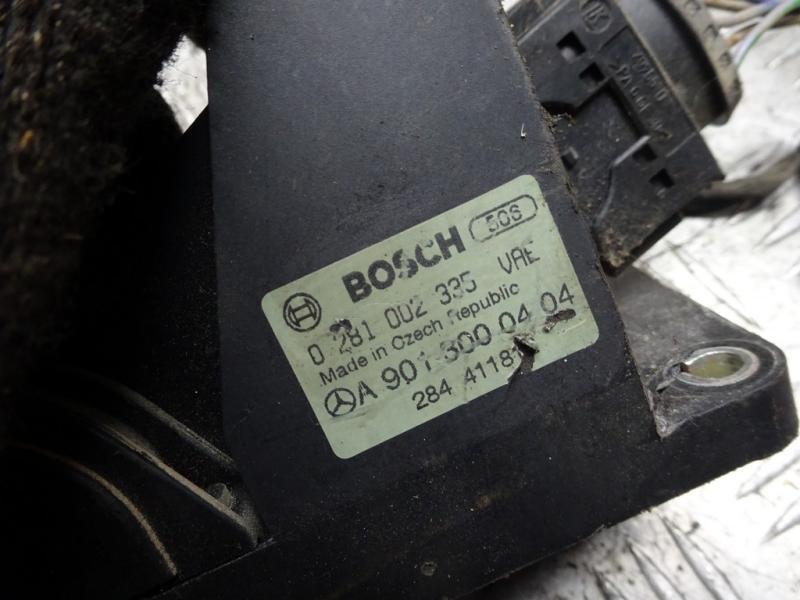 BOSCH 506
0 281 002 335 VAE
Made in Czech Republic
A 901 300 04 04
284 4118